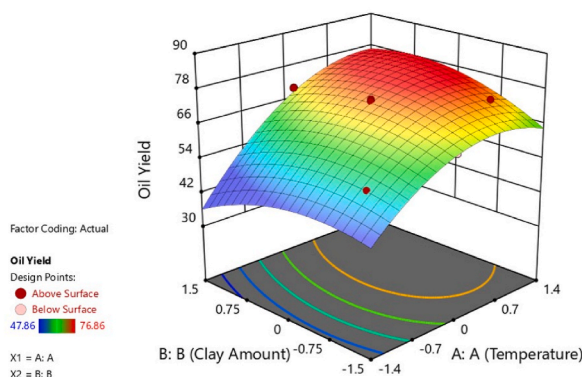 90
78
66
54
42
30
Oil Yield
Factor Coding: Actual
Oil Yield
Design Points:
Above Surface
Below Surface
47.86 76.86
X1 = A: A
X2 = B: B
1.5
0.75
0
-0.75
-1.5
B: B (Clay Amount)
1.4
0.7
0
-0.7
-1.4
A: A (Temperature)